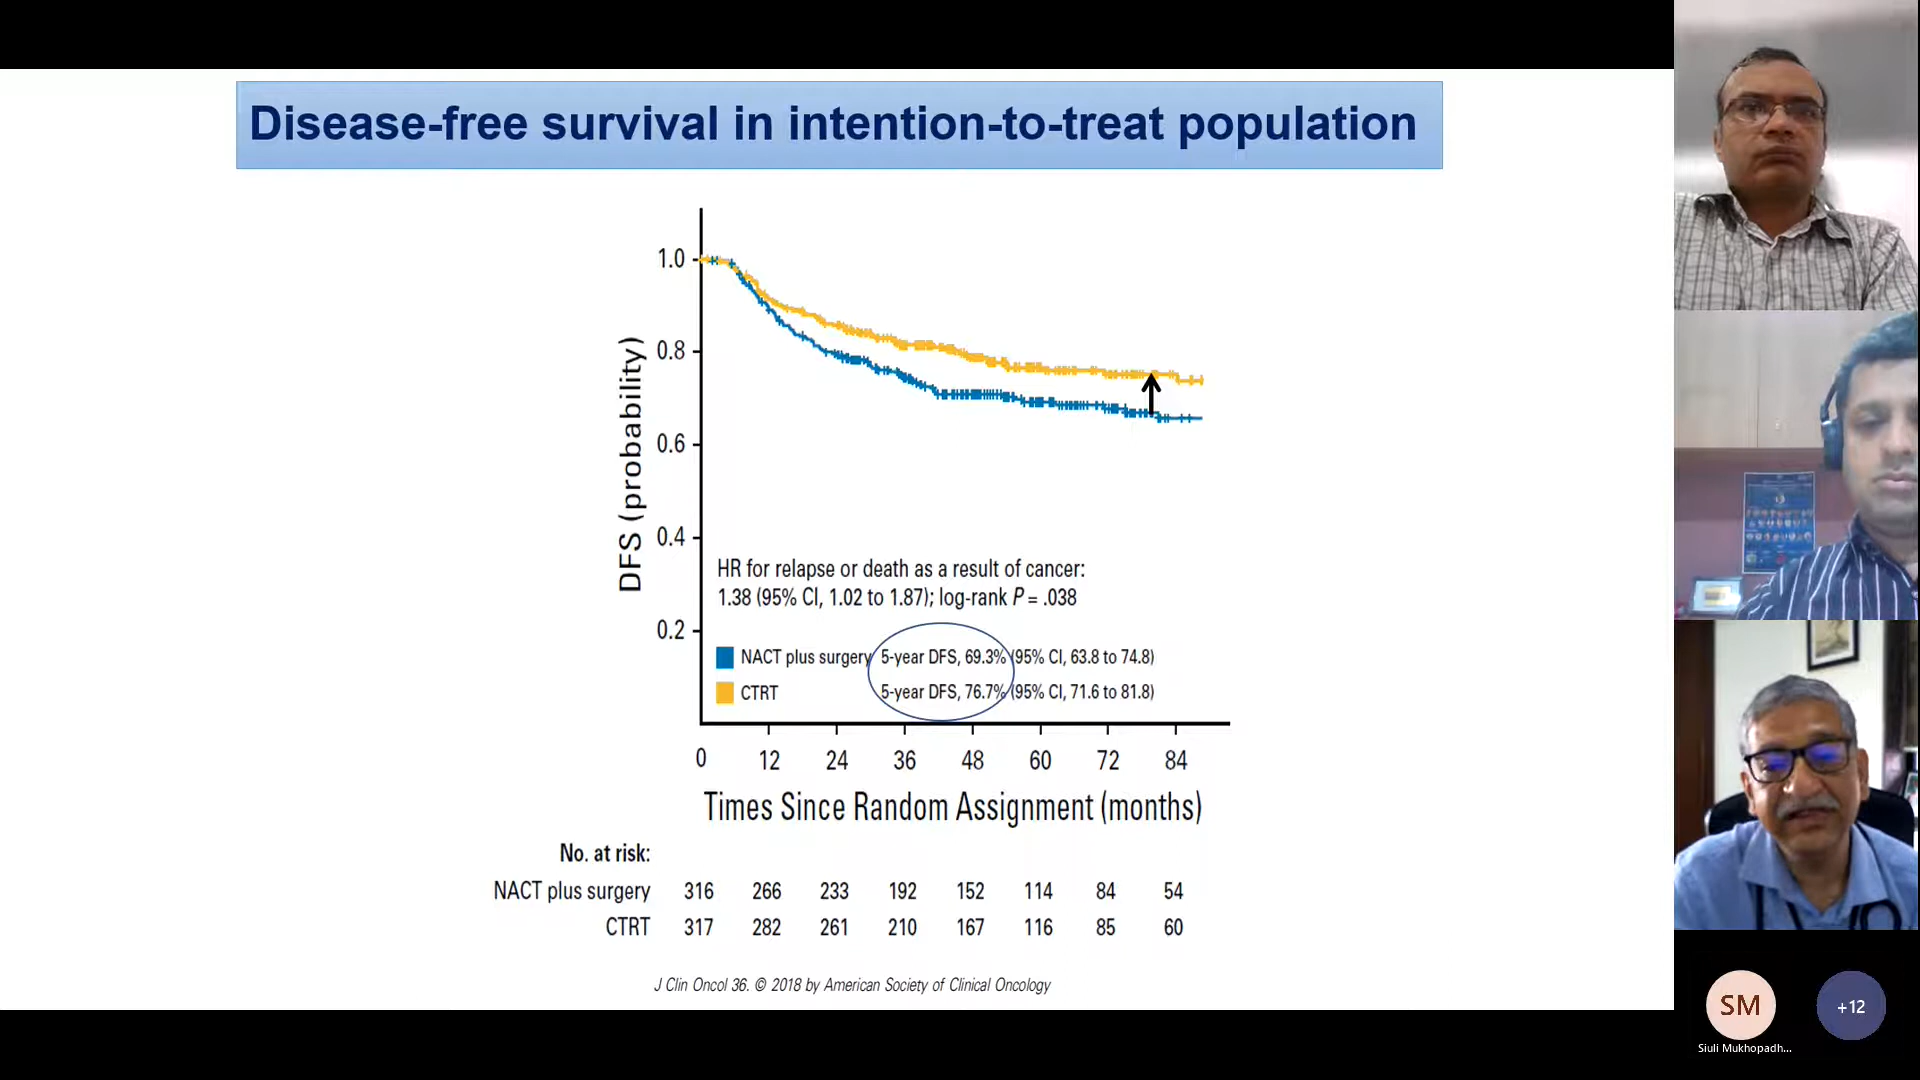 Disease-free survival in intention-to-treat population
DFS (probability)
1.0
0.8
0.6
0.4
0.2
HR for relapse or death as a result of cancer:
1.38 (95% CI, 1.02 to 1.87); log-rank P = .038
NACT plus surgery 5-year DFS, 69.3% (95% CI, 63.8 to 74.8)
CTRT 5-year DFS, 76.7% (95% CI, 71.6 to 81.8)
0 12 24 36 48 60 72 84
Times Since Random Assignment (months)
No. at risk:
NACT plus surgery 316 266 233 192 152 114 84 54
CTRT 317 282 261 210 167 116 85 60
J Clin Oncol 36. © 2018 by American Society of Clinical Oncology
SM
+12
Siuli Mukhopadh...